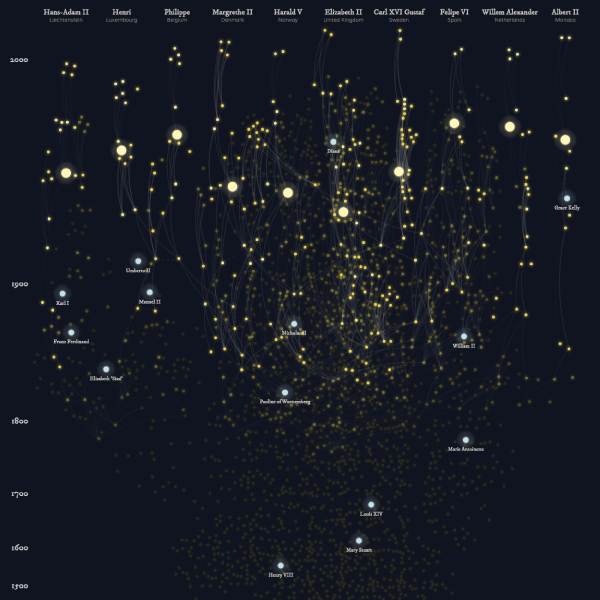 Hans-Adam II Henri Philippe Margrethe II Harald V Elizabeth II Carl XVI Gustaf Felipe VI Willem Alexander Albert II
Liechtenstein Luxembourg Belgium Denmark Norway United Kingdom Sweden Spain Netherlands Monaco
2000
Diana
Grace Kelly
Umberto II
1900
Karl I
Manuel II
Nicholas II
Franz Ferdinand
William II
Elisabeth "Sissi"
Pauline of Wurttemberg
1800
Marie Antoinette
1700
Louis XIV
1600
Mary Stuart
Henry VIII
1500